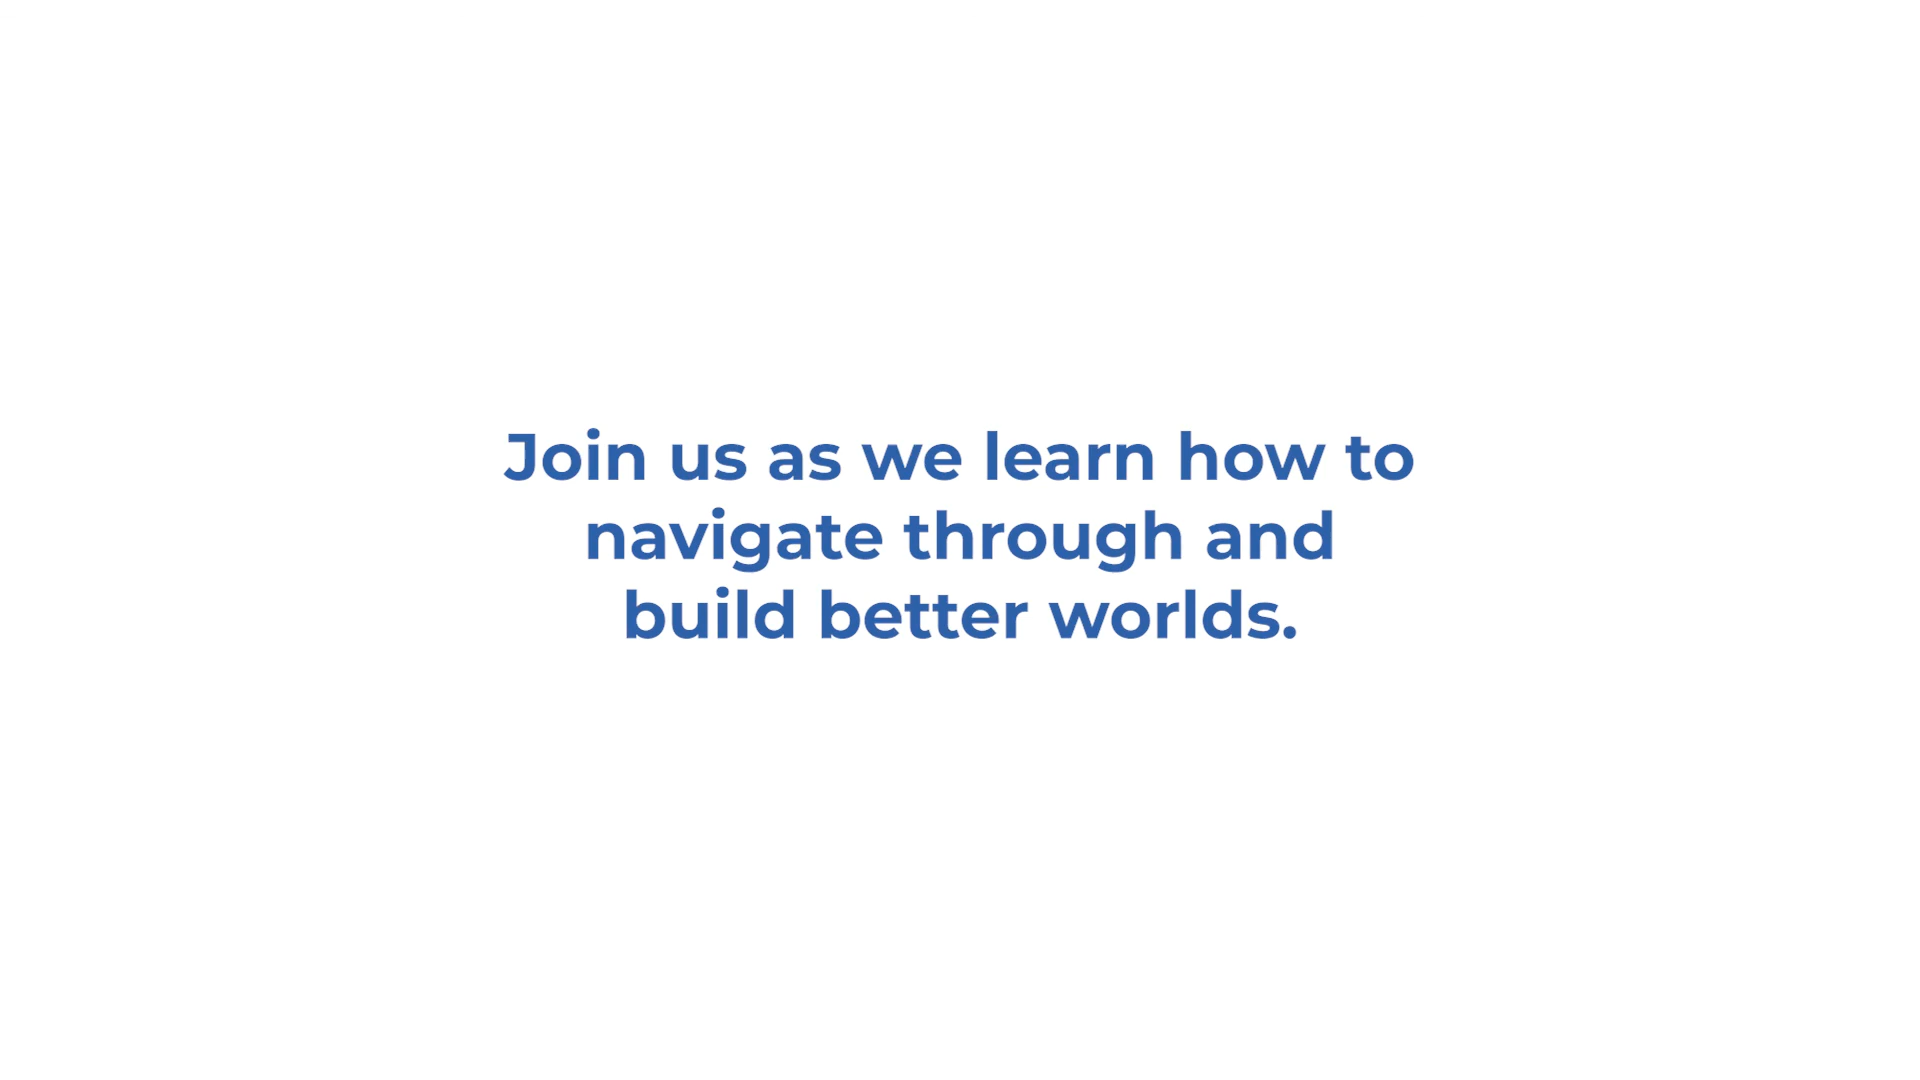 Join us as we learn how to
navigate through and
build better worlds.